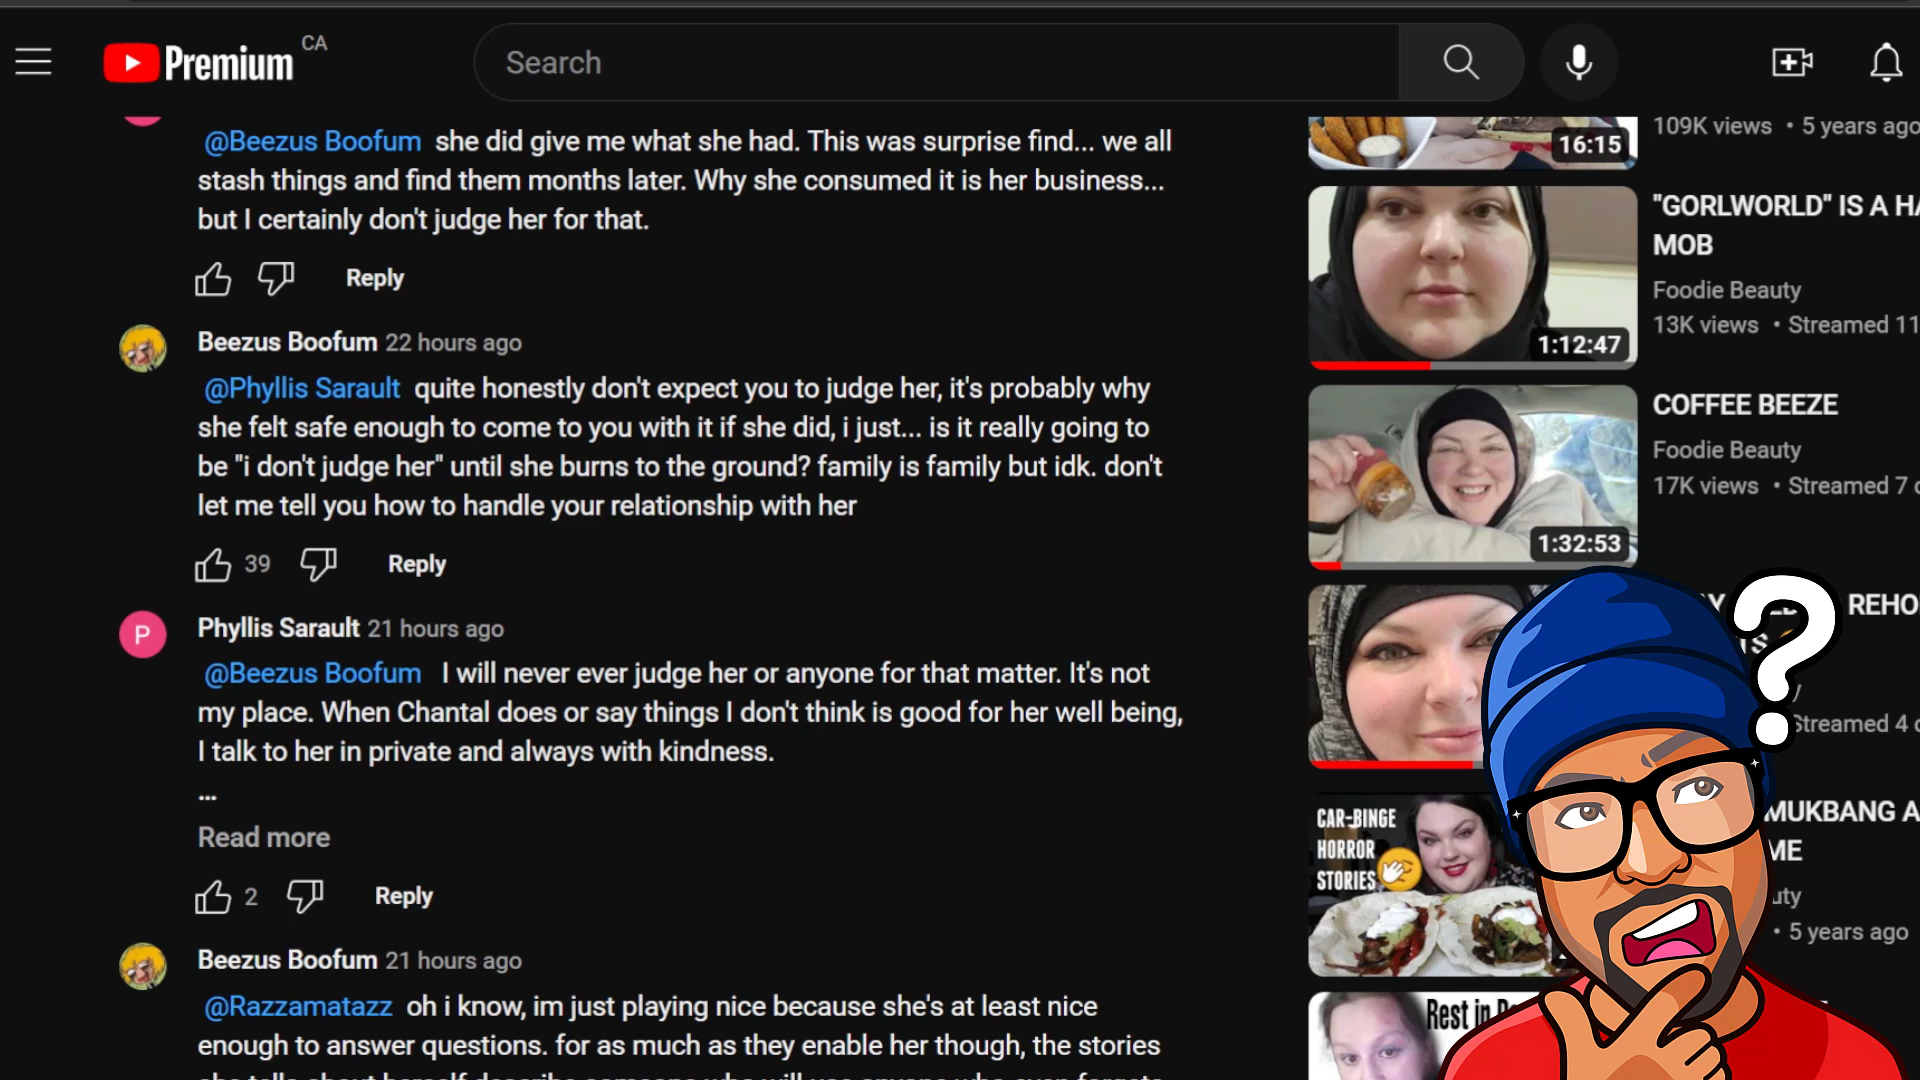 Premium CA
Search
@Beezus Boofum she did give me what she had. This was surprise find... we all
stash things and find them months later. Why she consumed it is her business...
but I certainly don't judge her for that.
Reply
Beezus Boofum 22 hours ago
@Phyllis Sarault quite honestly don't expect you to judge her, it's probably why
she felt safe enough to come to you with it if she did, i just... is it really going to
be "i don't judge her" until she burns to the ground? family is family but idk. don't
let me tell you how to handle your relationship with her
39 Reply
P
Phyllis Sarault 21 hours ago
@Beezus Boofum I will never ever judge her or anyone for that matter. It's not
my place. When Chantal does or say things I don't think is good for her well being,
I talk to her in private and always with kindness.
...
Read more
2 Reply
Beezus Boofum 21 hours ago
@Razzamatazz oh i know, im just playing nice because she's at least nice
enough to answer questions. for as much as they enable her though, the stories
16:15
109K views • 5 years ago
1:12:47
"GORLWORLD" IS A
MOB
Foodie Beauty
13K views • Streamed 11
1:32:53
COFFEE BEEZE
Foodie Beauty
17K views • Streamed 7
REHO
Streamed 4
?
CAR-BINGE
HORROR
STORIES
MUKBANG A
ME
• 5 years ago
Rest in